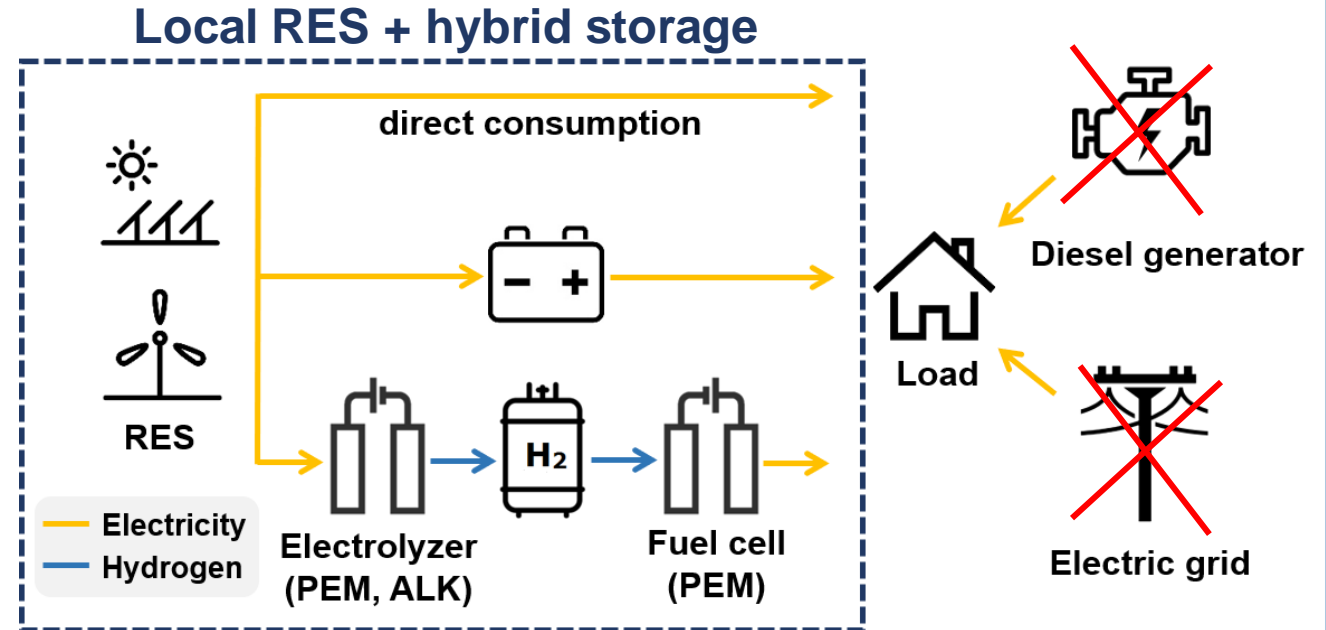 Local RES + hybrid storage
direct consumption
Diesel generator
Load
RES
H₂
Electricity
Hydrogen
Electrolyzer
(PEM, ALK)
Fuel cell
(PEM)
Electric grid